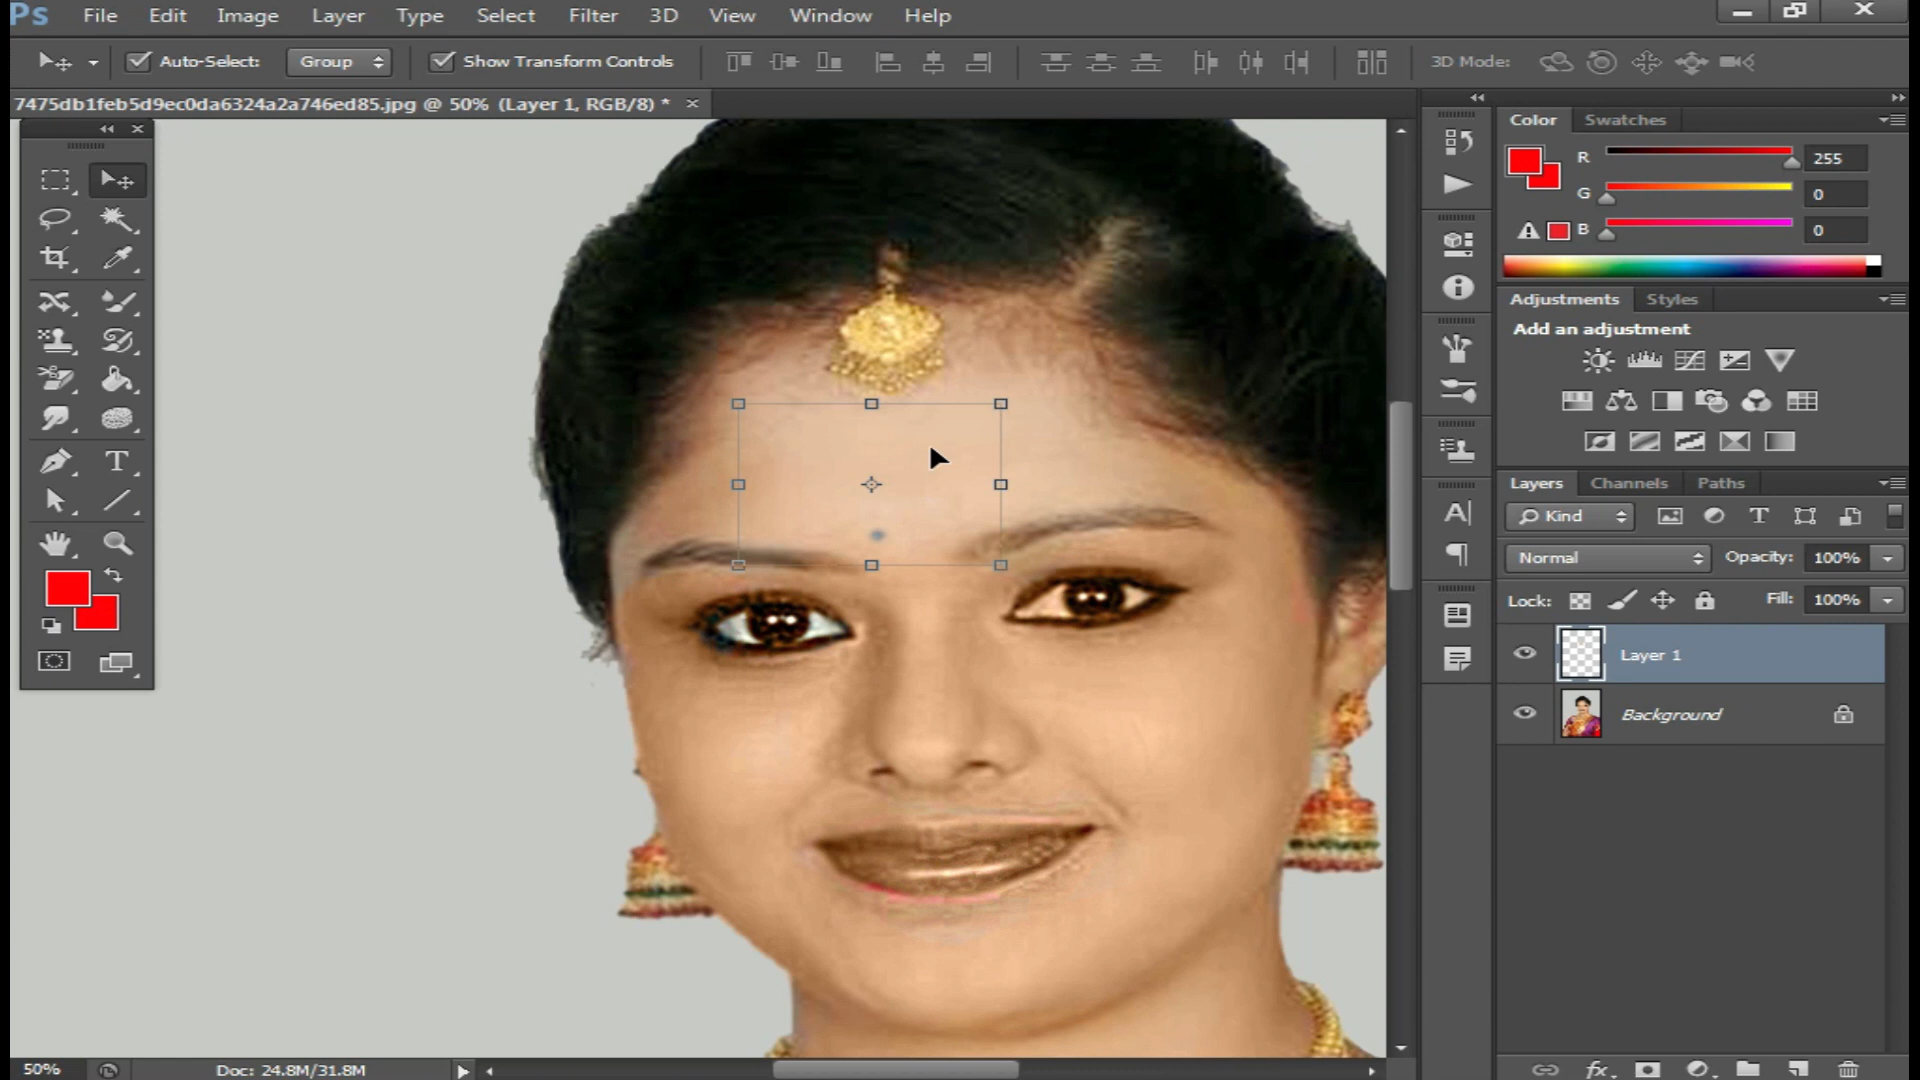 Ps File Edit Image Layer Type Select Filter 3D View Window Help
Auto-Select: Group Show Transform Controls 3D Mode:
7475db1feb5d9ec0da6324a2a746ed85.jpg @ 50% (Layer 1, RGB/8) *
Color Swatches
R 255
G 0
B 0
Adjustments Styles
Add an adjustment
Layers Channels Paths
Kind
Normal Opacity: 100%
Lock: Fill: 100%
Layer 1
Background
50% Doc: 24.8M/31.8M